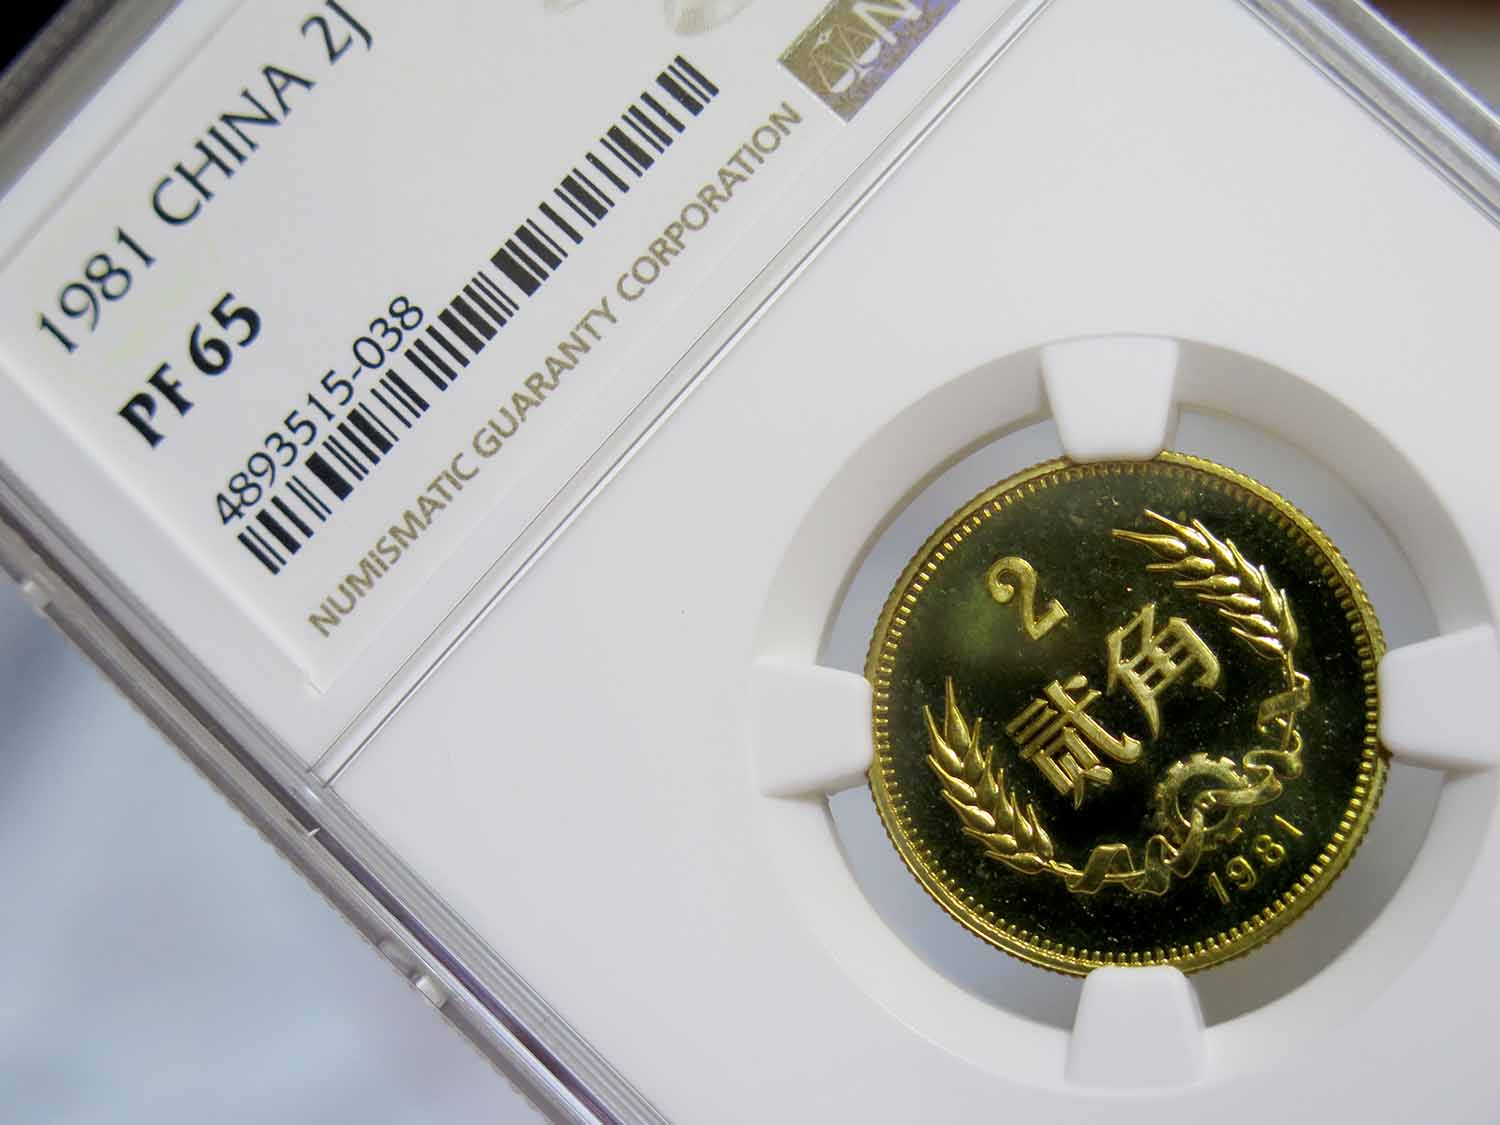 1981 CHINA 2J
PF 65
4893515-038
NUMISMATIC GUARANTY CORPORATION
N
2
贰角
1981